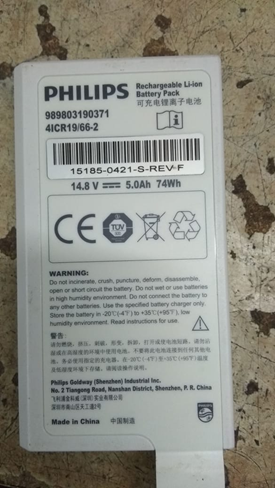 PHILIPS
Rechargeable Li-ion
Battery Pack
可充电锂离子电池
989803190371
4ICR19/66-2
15185-0421-S-REV-F
14.8 V 5.0Ah 74Wh
CE
TÜV
WARNING:
Do not incinerate, crush, puncture, deform, disassemble,
open or short circuit the battery. Do not wet or use batteries
in high humidity environment. Do not connect the battery to
any other batteries. Use the specified battery charger only.
Store the battery in -20°(-4°F) to +35°(+95°F), low
humidity environment. Read instructions for use.
警告:
Philips Goldway (Shenzhen) Industrial Inc.
No. 2 Tiangong Road, Nanshan District, Shenzhen, P. R. China
Made in China 中国制造
PHILIPS